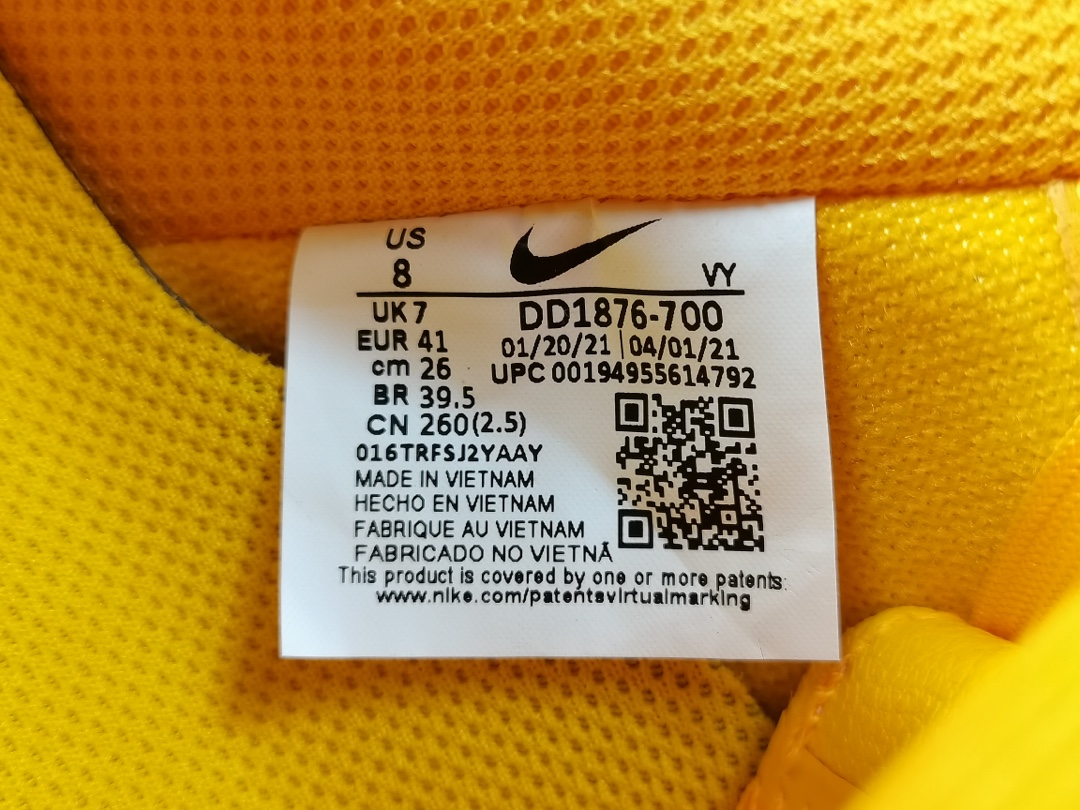 US
8
VY
UK 7
EUR 41
cm 26
BR 39.5
CN 260(2.5)
DD1876-700
01/20/21 | 04/01/21
UPC 00194955614792
016TRFSJ2YAAY
MADE IN VIETNAM
HECHO EN VIETNAM
FABRIQUE AU VIETNAM
FABRICADO NO VIETNÃ
This product is covered by one or more patents:
www.nike.com/patentsvirtualmarking